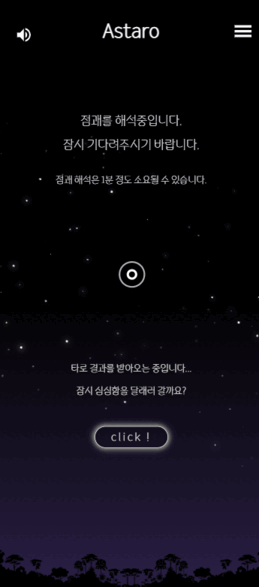 Astaro
점괘를 해석중입니다.
잠시 기다려주시기 바랍니다.
점괘 해석은 1분 정도 소요될 수 있습니다.
타로 결과를 받아오는 중입니다...
잠시 심심함을 달래러 갈까요?
click !